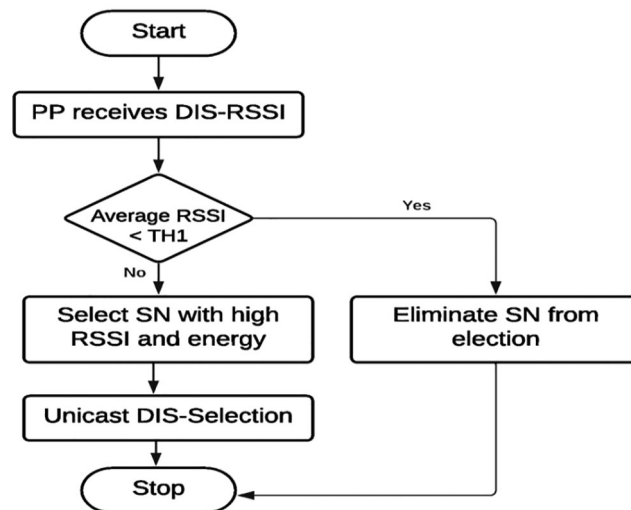 Start
PP receives DIS-RSSI
Average RSSI
< TH1
Yes
No
Select SN with high
RSSI and energy
Eliminate SN from
election
Unicast DIS-Selection
Stop